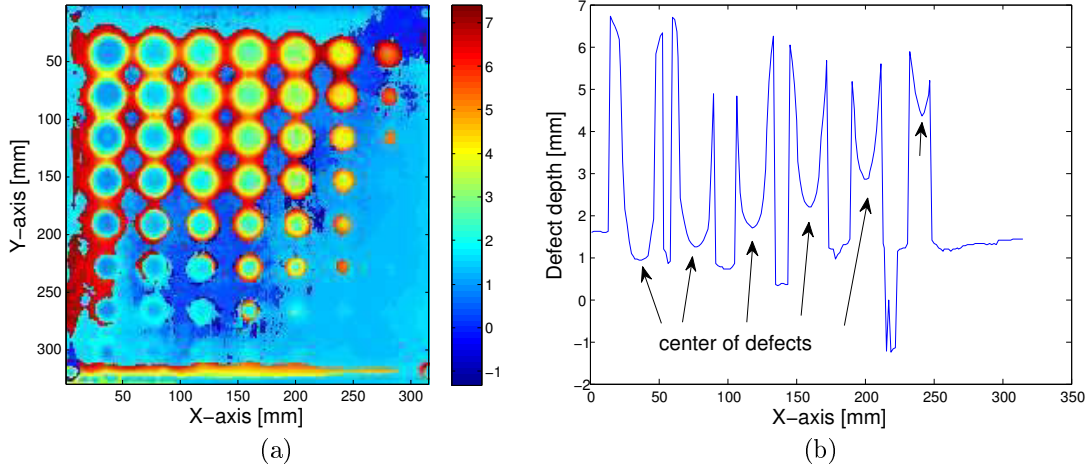 50
100
150
200
250
300
Y−axis [mm]
50 100 150 200 250 300
X−axis [mm]
7
6
5
4
3
2
1
0
−1
(a)
7
6
5
4
3
2
1
0
−1
−2
Defect depth [mm]
center of defects
0 50 100 150 200 250 300 350
X−axis [mm]
(b)